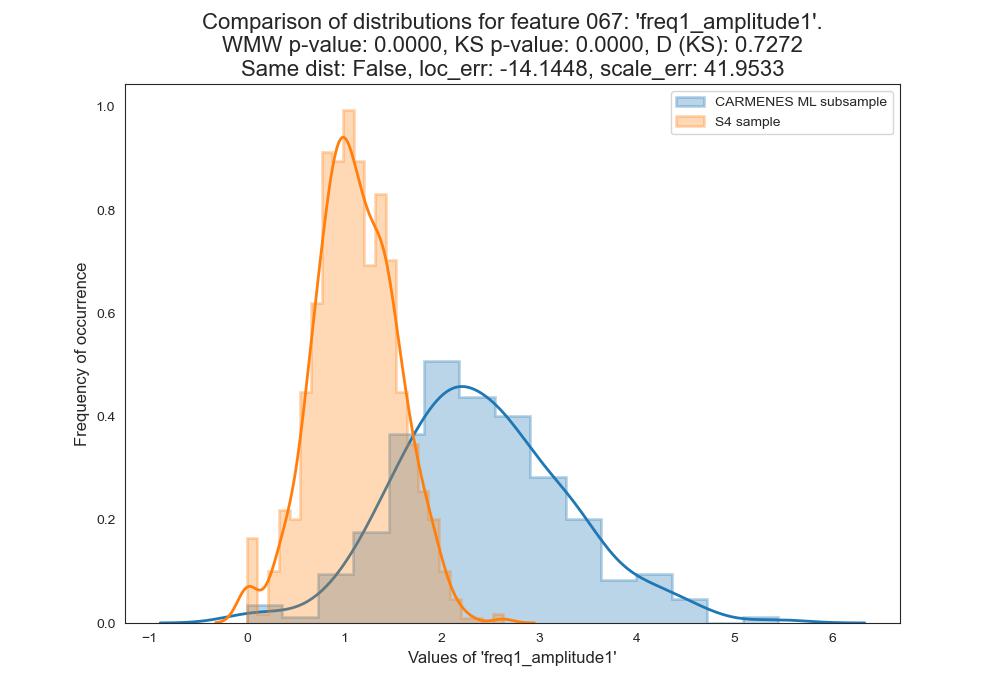 Comparison of distributions for feature 067: 'freq1_amplitude1'.
WMW p-value: 0.0000, KS p-value: 0.0000, D (KS): 0.7272
Same dist: False, loc_err: -14.1448, scale_err: 41.9533
CARMENES ML subsample
S4 sample
1.0
0.8
0.6
0.4
0.2
0.0
Frequency of occurrence
−1 0 1 2 3 4 5 6
Values of 'freq1_amplitude1'